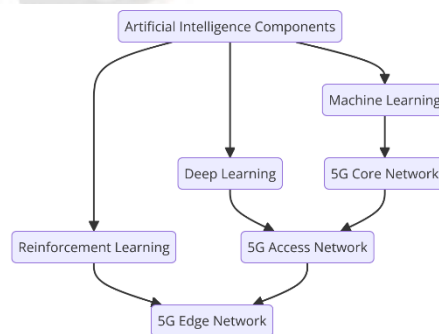 Artificial Intelligence Components
Machine Learning
Deep Learning
5G Core Network
Reinforcement Learning
5G Access Network
5G Edge Network